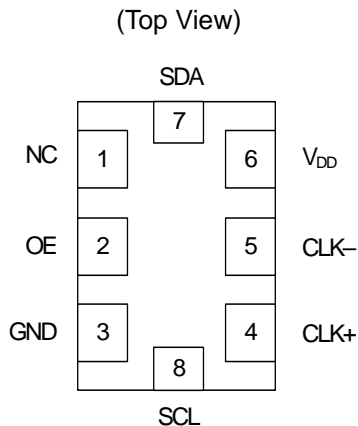 (Top View)
SDA
7
NC 1 6 VDD
OE 2 5 CLK–
GND 3 4 CLK+
8
SCL